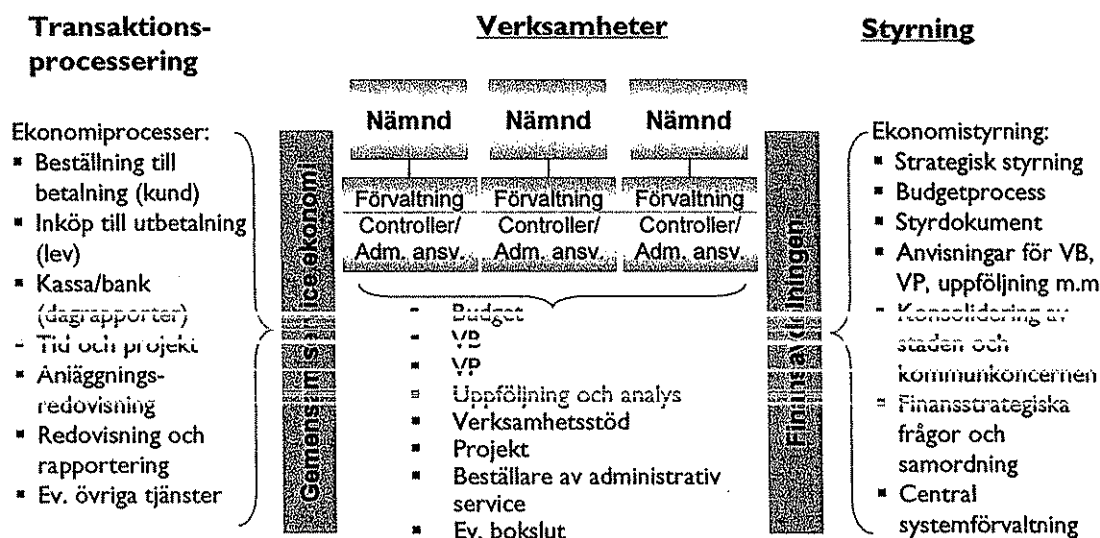 Transaktions-
processering
Ekonomiprocesser:
▪ Beställning till
betalning (kund)
▪ Inköp till utbetalning
(lev)
▪ Kassa/bank
(dagrapporter)
▪ Tid och projekt
▪ Anläggnings-
redovisning
▪ Redovisning och
rapportering
▪ Ev. övriga tjänster
Gemensam service ekonomi
Verksamheter
Nämnd Nämnd Nämnd
Förvaltning Förvaltning Förvaltning
Controller/ Controller/ Controller/
Adm. ansv. Adm. ansv. Adm. ansv.
▪ Budget
▪ VB
▪ VP
▪ Uppföljning och analys
▪ Verksamhetsstöd
▪ Projekt
▪ Beställare av administrativ
service
▪ Ev. bokslut
Finansavdelningen
Styrning
Ekonomistyrning:
▪ Strategisk styrning
▪ Budgetprocess
▪ Styrdokument
▪ Anvisningar för VB,
VP, uppföljning m.m
▪ Konsolidering av
staden och
kommunkoncernen
▪ Finansstrategiska
frågor och
samordning
▪ Central
systemförvaltning